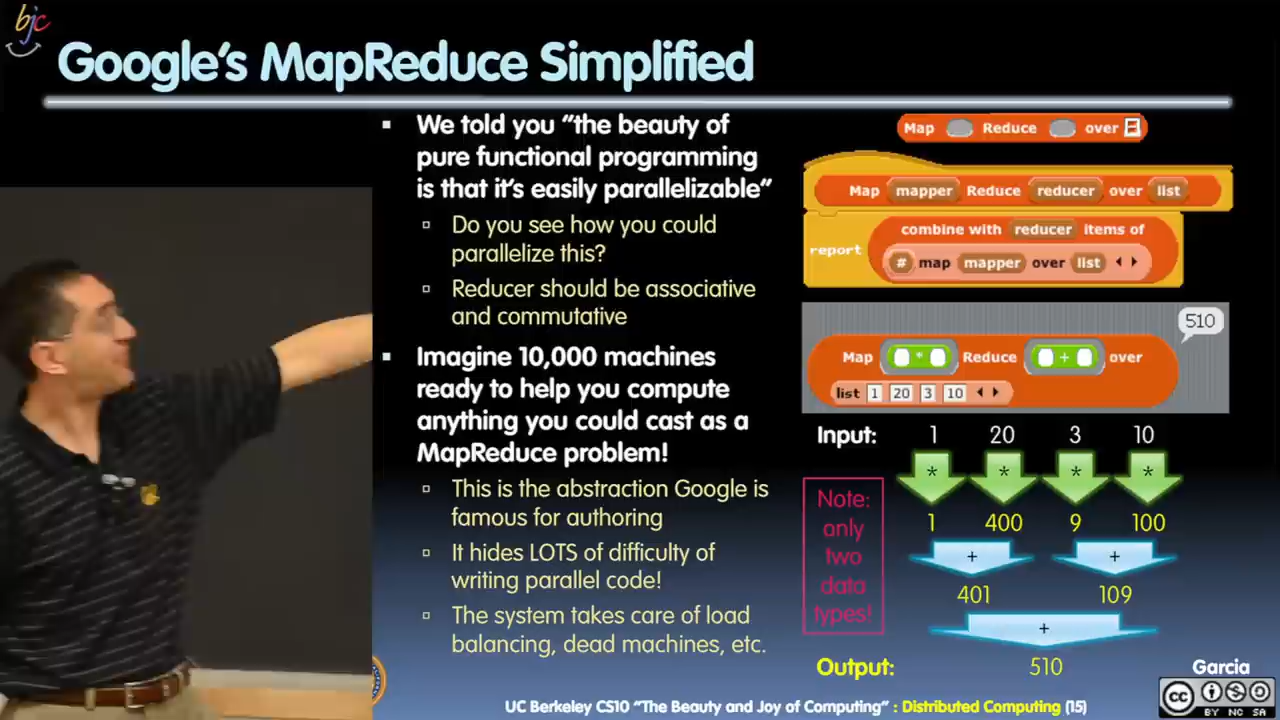 bjc
Google's MapReduce Simplified
▪ We told you "the beauty of
pure functional programming
is that it's easily parallelizable"
▫ Do you see how you could
parallelize this?
▫ Reducer should be associative
and commutative
▪ Imagine 10,000 machines
ready to help you compute
anything you could cast as a
MapReduce problem!
▫ This is the abstraction Google is
famous for authoring
▫ It hides LOTS of difficulty of
writing parallel code!
▫ The system takes care of load
balancing, dead machines, etc.
Map Reduce over
Map mapper Reduce reducer over list
report combine with reducer items of
# map mapper over list
510
Map * Reduce + over
list 1 20 3 10
Input: 1 20 3 10
* * * *
1 400 9 100
+ +
401 109
+
Output: 510
Note:
only
two
data
types!
Garcia
cc BY NC SA
UC Berkeley CS10 "The Beauty and Joy of Computing" : Distributed Computing (15)